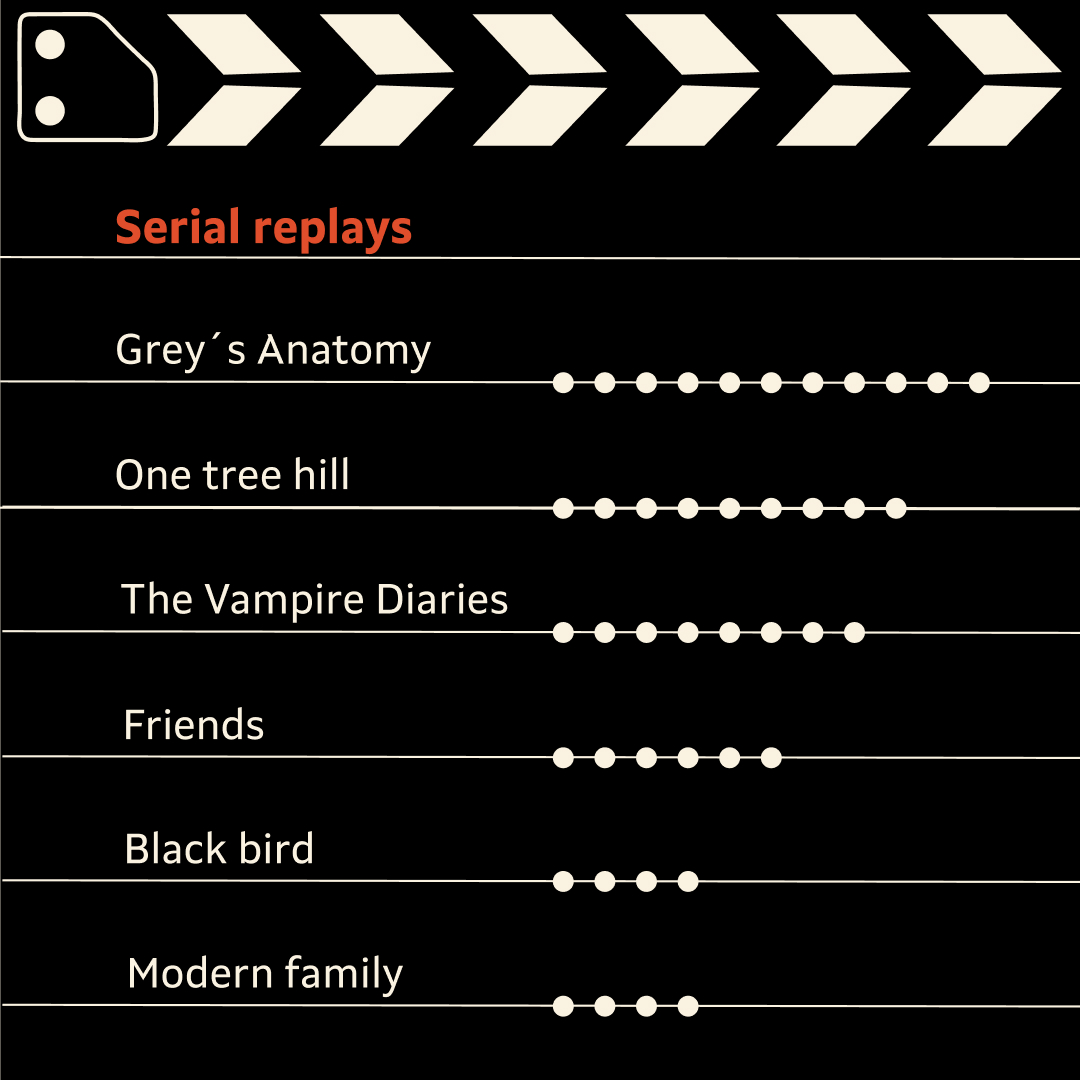 Serial replays
Grey´s Anatomy
One tree hill
The Vampire Diaries
Friends
Black bird
Modern family